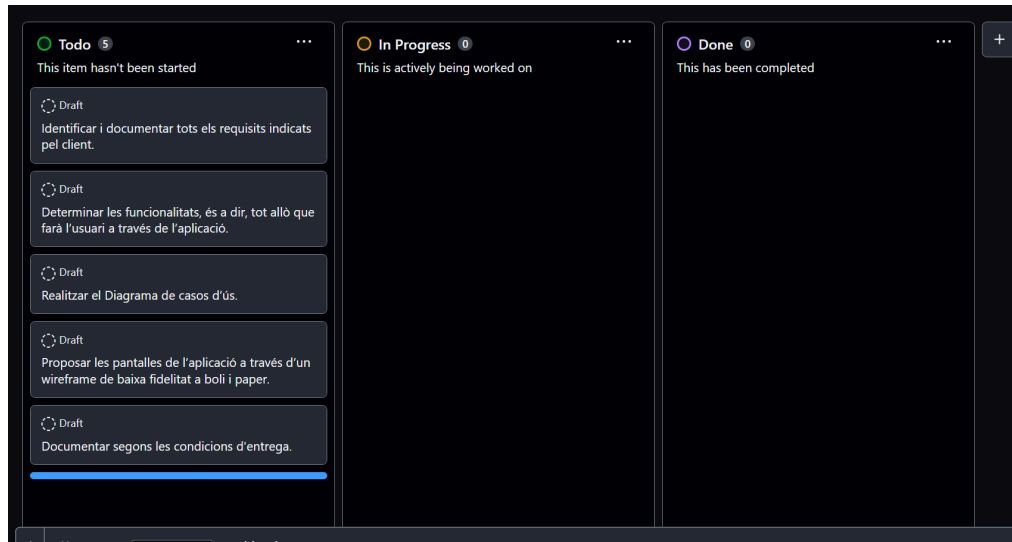 Todo 5
This item hasn't been started
Draft
Identificar i documentar tots els requisits indicats
pel client.
Draft
Determinar les funcionalitats, és a dir, tot allò que
farà l'usuari a través de l'aplicació.
Draft
Realitzar el Diagrama de casos d'ús.
Draft
Proposar les pantalles de l'aplicació a través d'un
wireframe de baixa fidelitat a boli i paper.
Draft
Documentar segons les condicions d'entrega.
In Progress 0
This is actively being worked on
Done 0
This has been completed